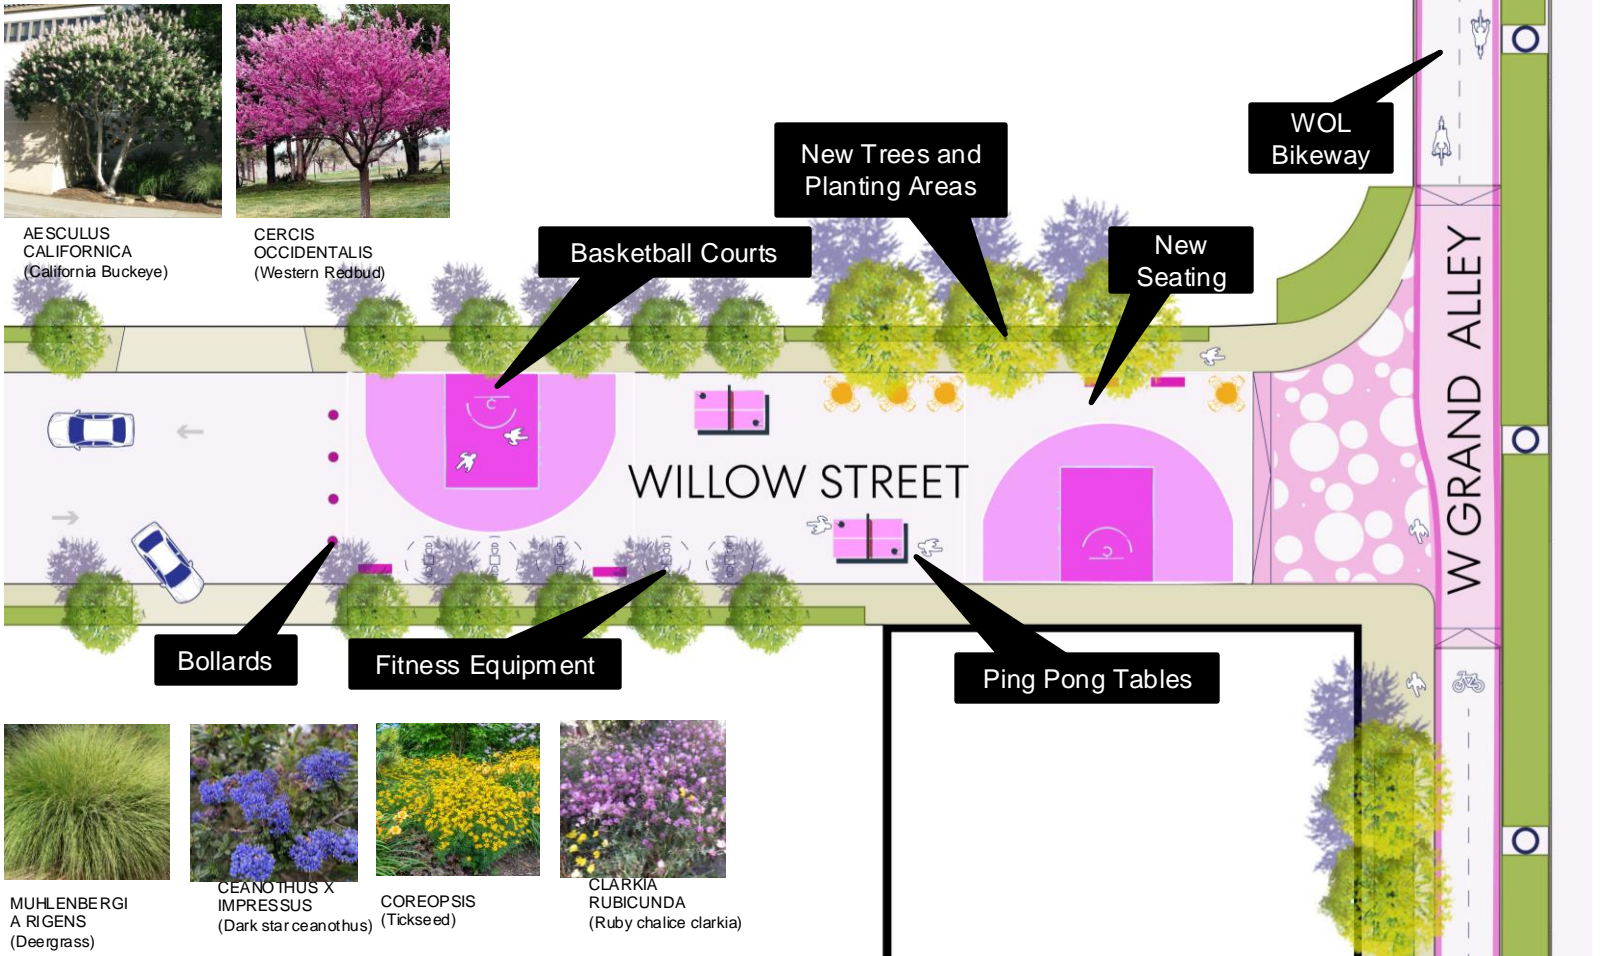 AESCULUS
CALIFORNICA
(California Buckeye)
CERCIS
OCCIDENTALIS
(Western Redbud)
Basketball Courts
New Trees and
Planting Areas
New
Seating
WOL
Bikeway
WILLOW STREET
W GRAND ALLEY
Bollards
Fitness Equipment
Ping Pong Tables
MUHLENBERGI
A RIGENS
(Deergrass)
CEANOTHUS X
IMPRESSUS
(Dark star ceanothus)
COREOPSIS
(Tickseed)
CLARKIA
RUBICUNDA
(Ruby chalice clarkia)